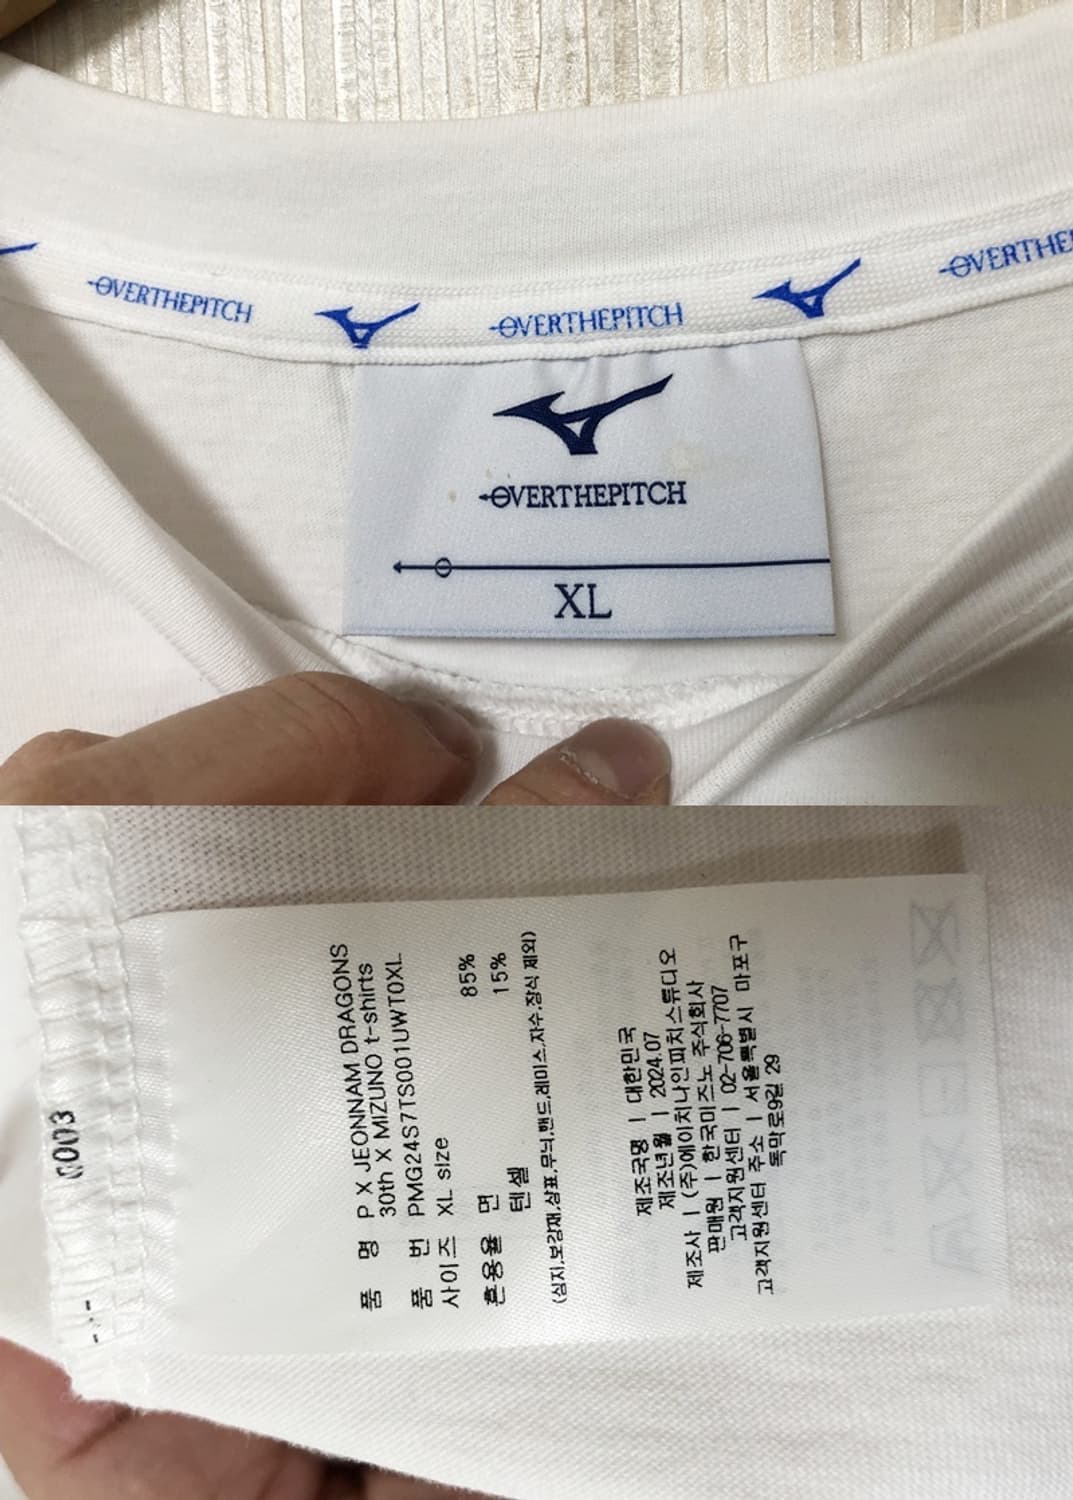 OVERTHEPITCH
OVERTHEPITCH
OVERTHE
OVERTHEPITCH
XL
0003
품 명 P X JEONNAM DRAGONS
30th X MIZUNO t-shirts
품 번 PMG24S7TS001UWT0XL
사이즈 XL size
혼용율 면 85%
텐셀 15%
(심지,보강재,상표,무늬,밴드,레이스,자수,장식 제외)
제조국명 | 대한민국
제조년월 | 2024.07
제조사 | (주)에이치나인피치스튜디오
판매원 | 한국미즈노 주식회사
고객지원센터 | 02-706-7707
고객지원센터 주소 | 서울특별시 마포구
독막로9길 29